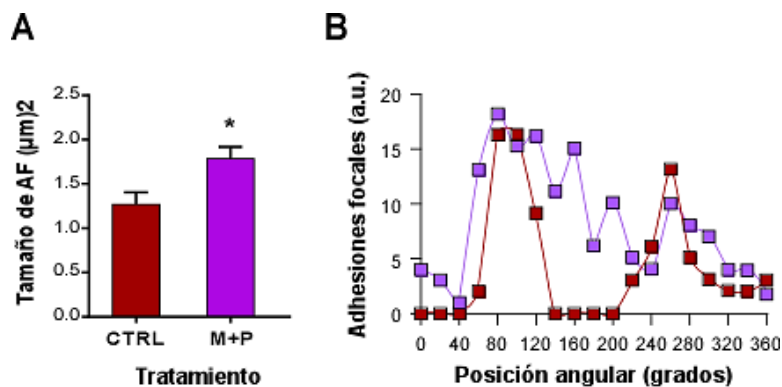 A
Tamaño de AF (µm)2
2.5
2.0
1.5
1.0
0.5
0.0
*
CTRL M+P
Tratamiento
B
Adhesiones focales (a.u.)
20
15
10
5
0
0 40 80 120 160 200 240 280 320 360
Posición angular (grados)